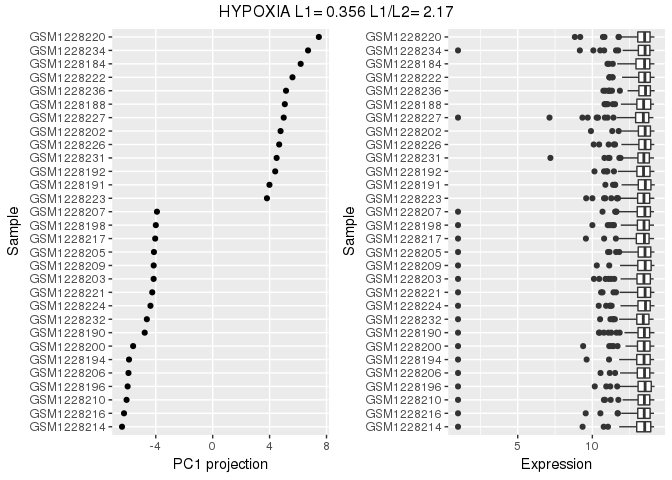 HYPOXIA L1= 0.356 L1/L2= 2.17
Sample
GSM1228220
GSM1228234
GSM1228184
GSM1228222
GSM1228236
GSM1228188
GSM1228227
GSM1228202
GSM1228226
GSM1228231
GSM1228192
GSM1228191
GSM1228223
GSM1228207
GSM1228198
GSM1228217
GSM1228205
GSM1228209
GSM1228203
GSM1228221
GSM1228224
GSM1228232
GSM1228190
GSM1228200
GSM1228194
GSM1228206
GSM1228196
GSM1228210
GSM1228216
GSM1228214
-4 0 4 8
PC1 projection
Sample
GSM1228220
GSM1228234
GSM1228184
GSM1228222
GSM1228236
GSM1228188
GSM1228227
GSM1228202
GSM1228226
GSM1228231
GSM1228192
GSM1228191
GSM1228223
GSM1228207
GSM1228198
GSM1228217
GSM1228205
GSM1228209
GSM1228203
GSM1228221
GSM1228224
GSM1228232
GSM1228190
GSM1228200
GSM1228194
GSM1228206
GSM1228196
GSM1228210
GSM1228216
GSM1228214
5 10
Expression